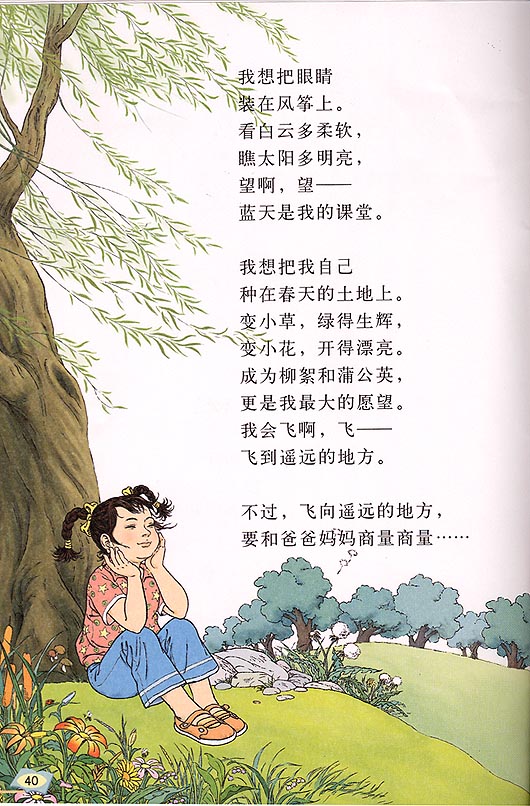 我想把眼睛
装在风筝上。
看白云多柔软，
瞧太阳多明亮，
望啊，望——
蓝天是我的课堂。
我想把我自己
种在春天的土地上。
变小草，绿得生辉，
变小花，开得漂亮。
成为柳絮和蒲公英，
更是我最大的愿望。
我会飞啊，飞——
飞到遥远的地方。
不过，飞向遥远的地方，
要和爸爸妈妈商量商量……
40